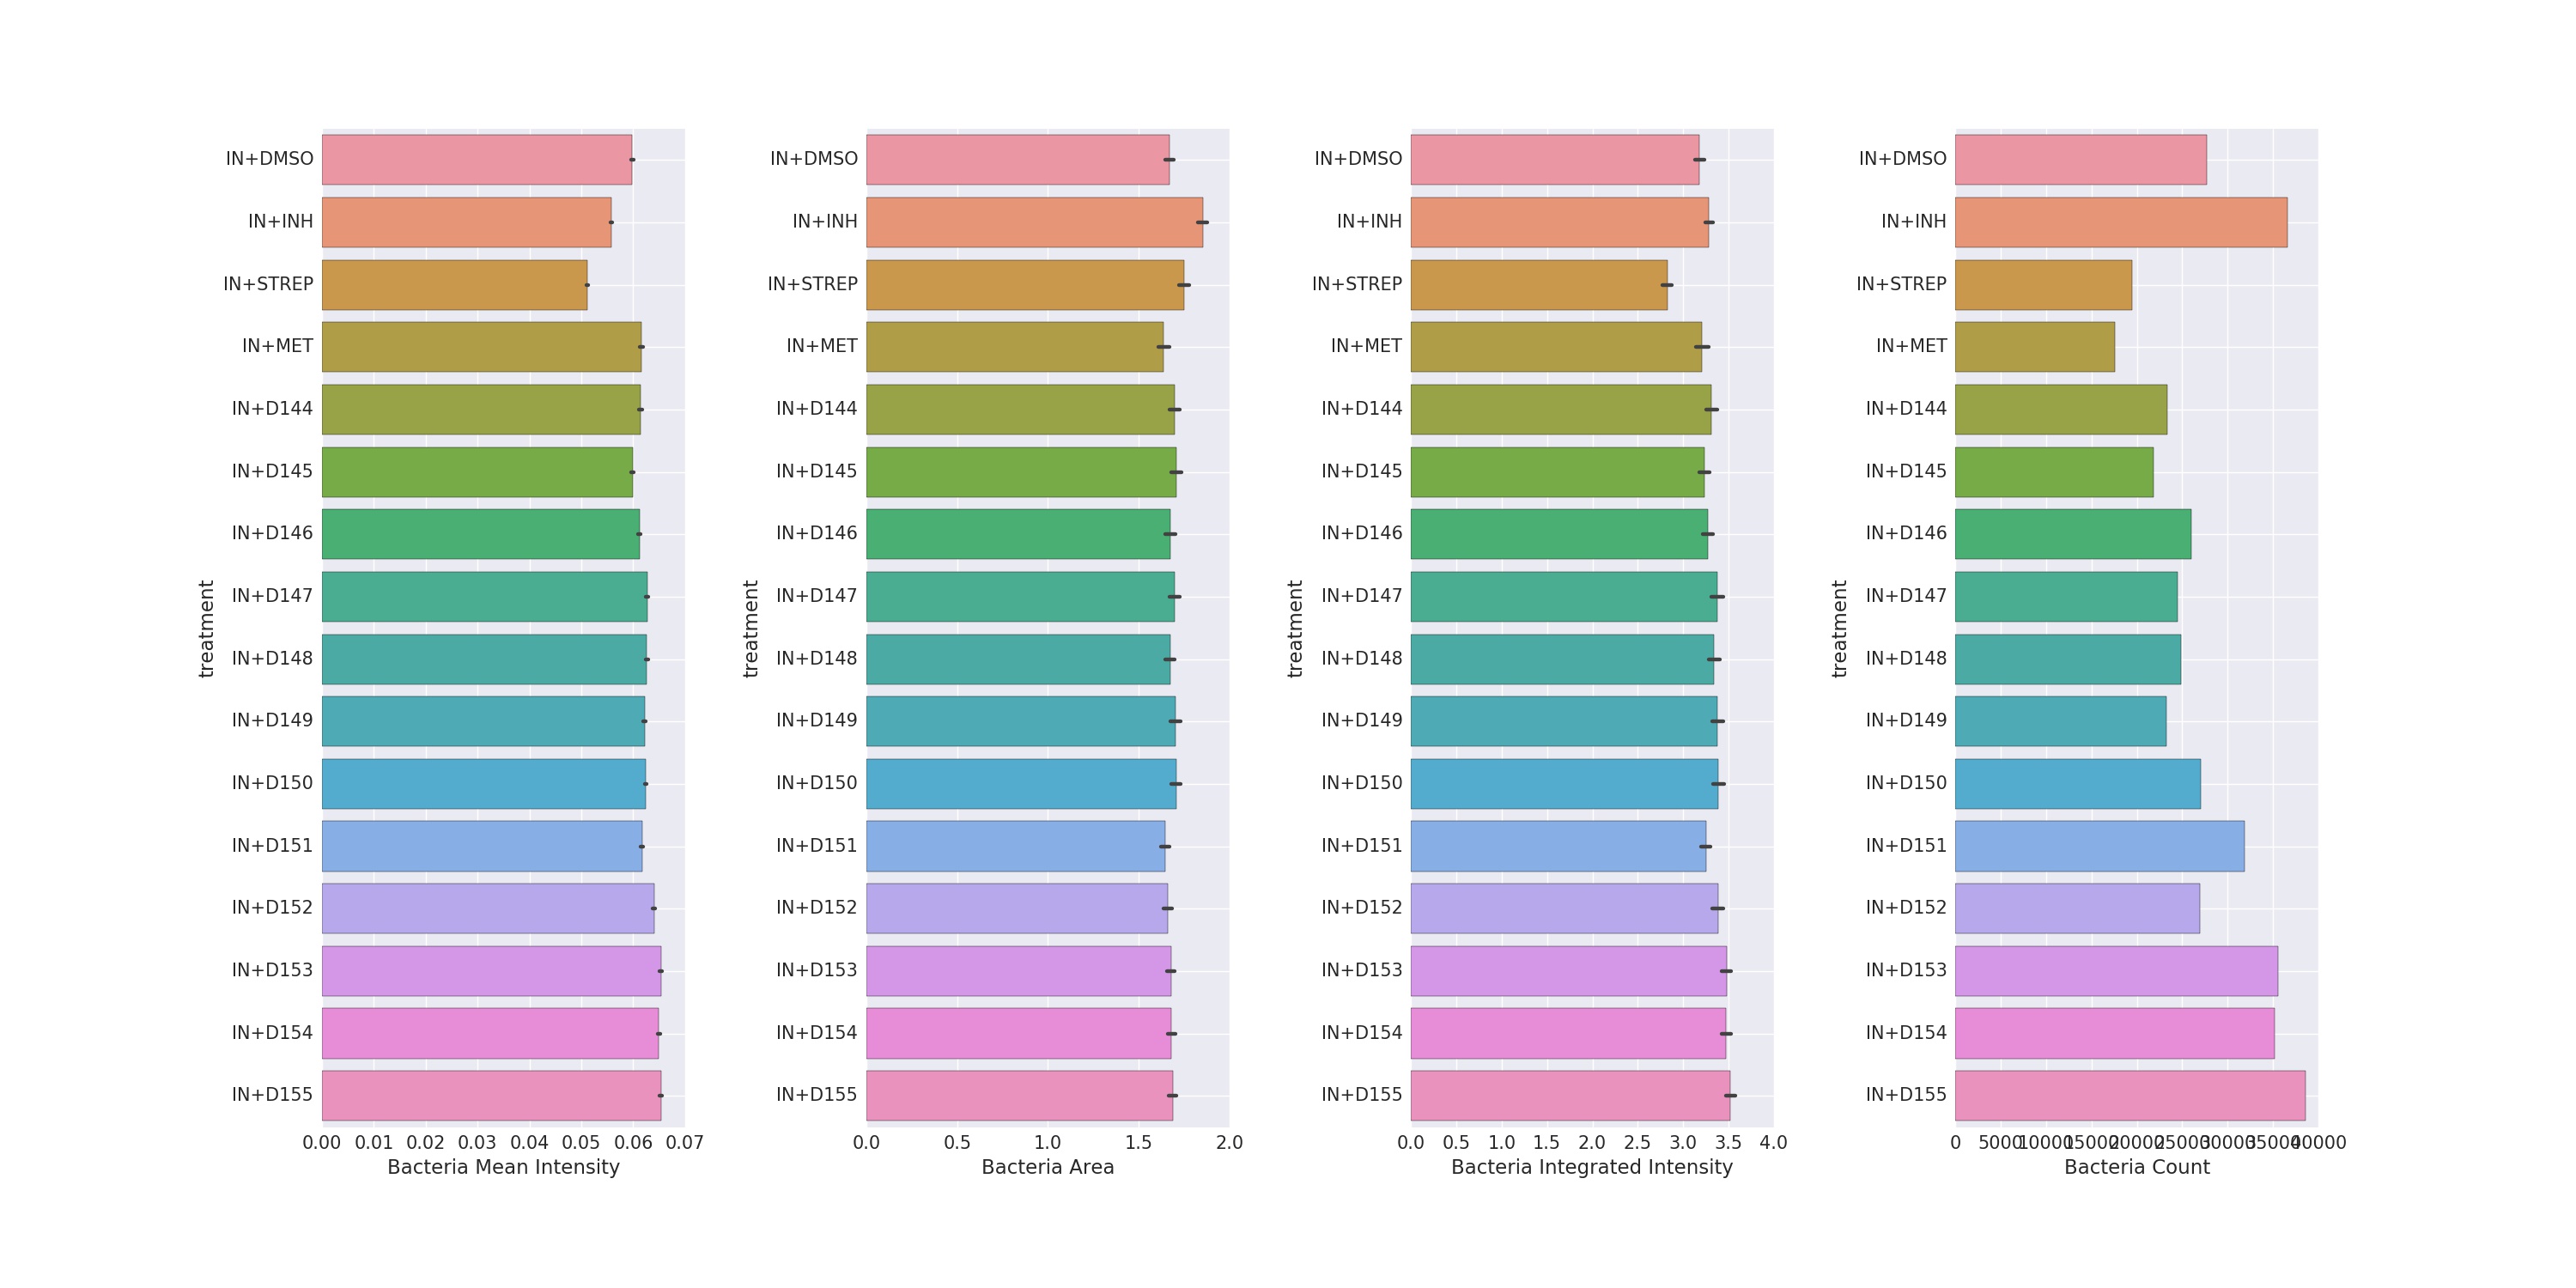 IN+DMSO
IN+INH
IN+STREP
IN+MET
IN+D144
IN+D145
IN+D146
IN+D147
IN+D148
IN+D149
IN+D150
IN+D151
IN+D152
IN+D153
IN+D154
IN+D155
treatment
0.00 0.01 0.02 0.03 0.04 0.05 0.06 0.07
Bacteria Mean Intensity
IN+DMSO
IN+INH
IN+STREP
IN+MET
IN+D144
IN+D145
IN+D146
IN+D147
IN+D148
IN+D149
IN+D150
IN+D151
IN+D152
IN+D153
IN+D154
IN+D155
treatment
0.0 0.5 1.0 1.5 2.0
Bacteria Area
IN+DMSO
IN+INH
IN+STREP
IN+MET
IN+D144
IN+D145
IN+D146
IN+D147
IN+D148
IN+D149
IN+D150
IN+D151
IN+D152
IN+D153
IN+D154
IN+D155
treatment
0.0 0.5 1.0 1.5 2.0 2.5 3.0 3.5 4.0
Bacteria Integrated Intensity
IN+DMSO
IN+INH
IN+STREP
IN+MET
IN+D144
IN+D145
IN+D146
IN+D147
IN+D148
IN+D149
IN+D150
IN+D151
IN+D152
IN+D153
IN+D154
IN+D155
treatment
0 5000 10000 15000 20000 25000 30000 35000 40000
Bacteria Count